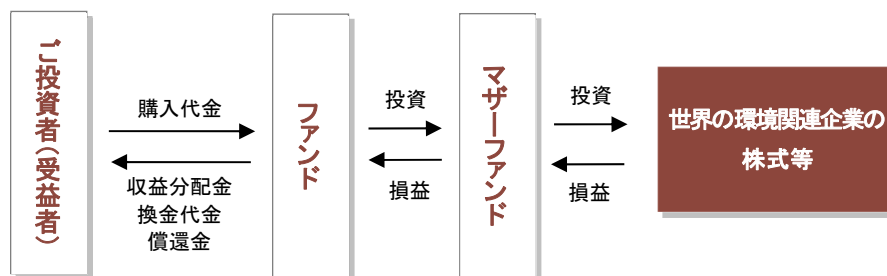 ご投資者(受益者)
購入代金
収益分配金
換金代金
償還金
ファンド
投資
損益
マザーファンド
投資
損益
世界の環境関連企業の
株式等